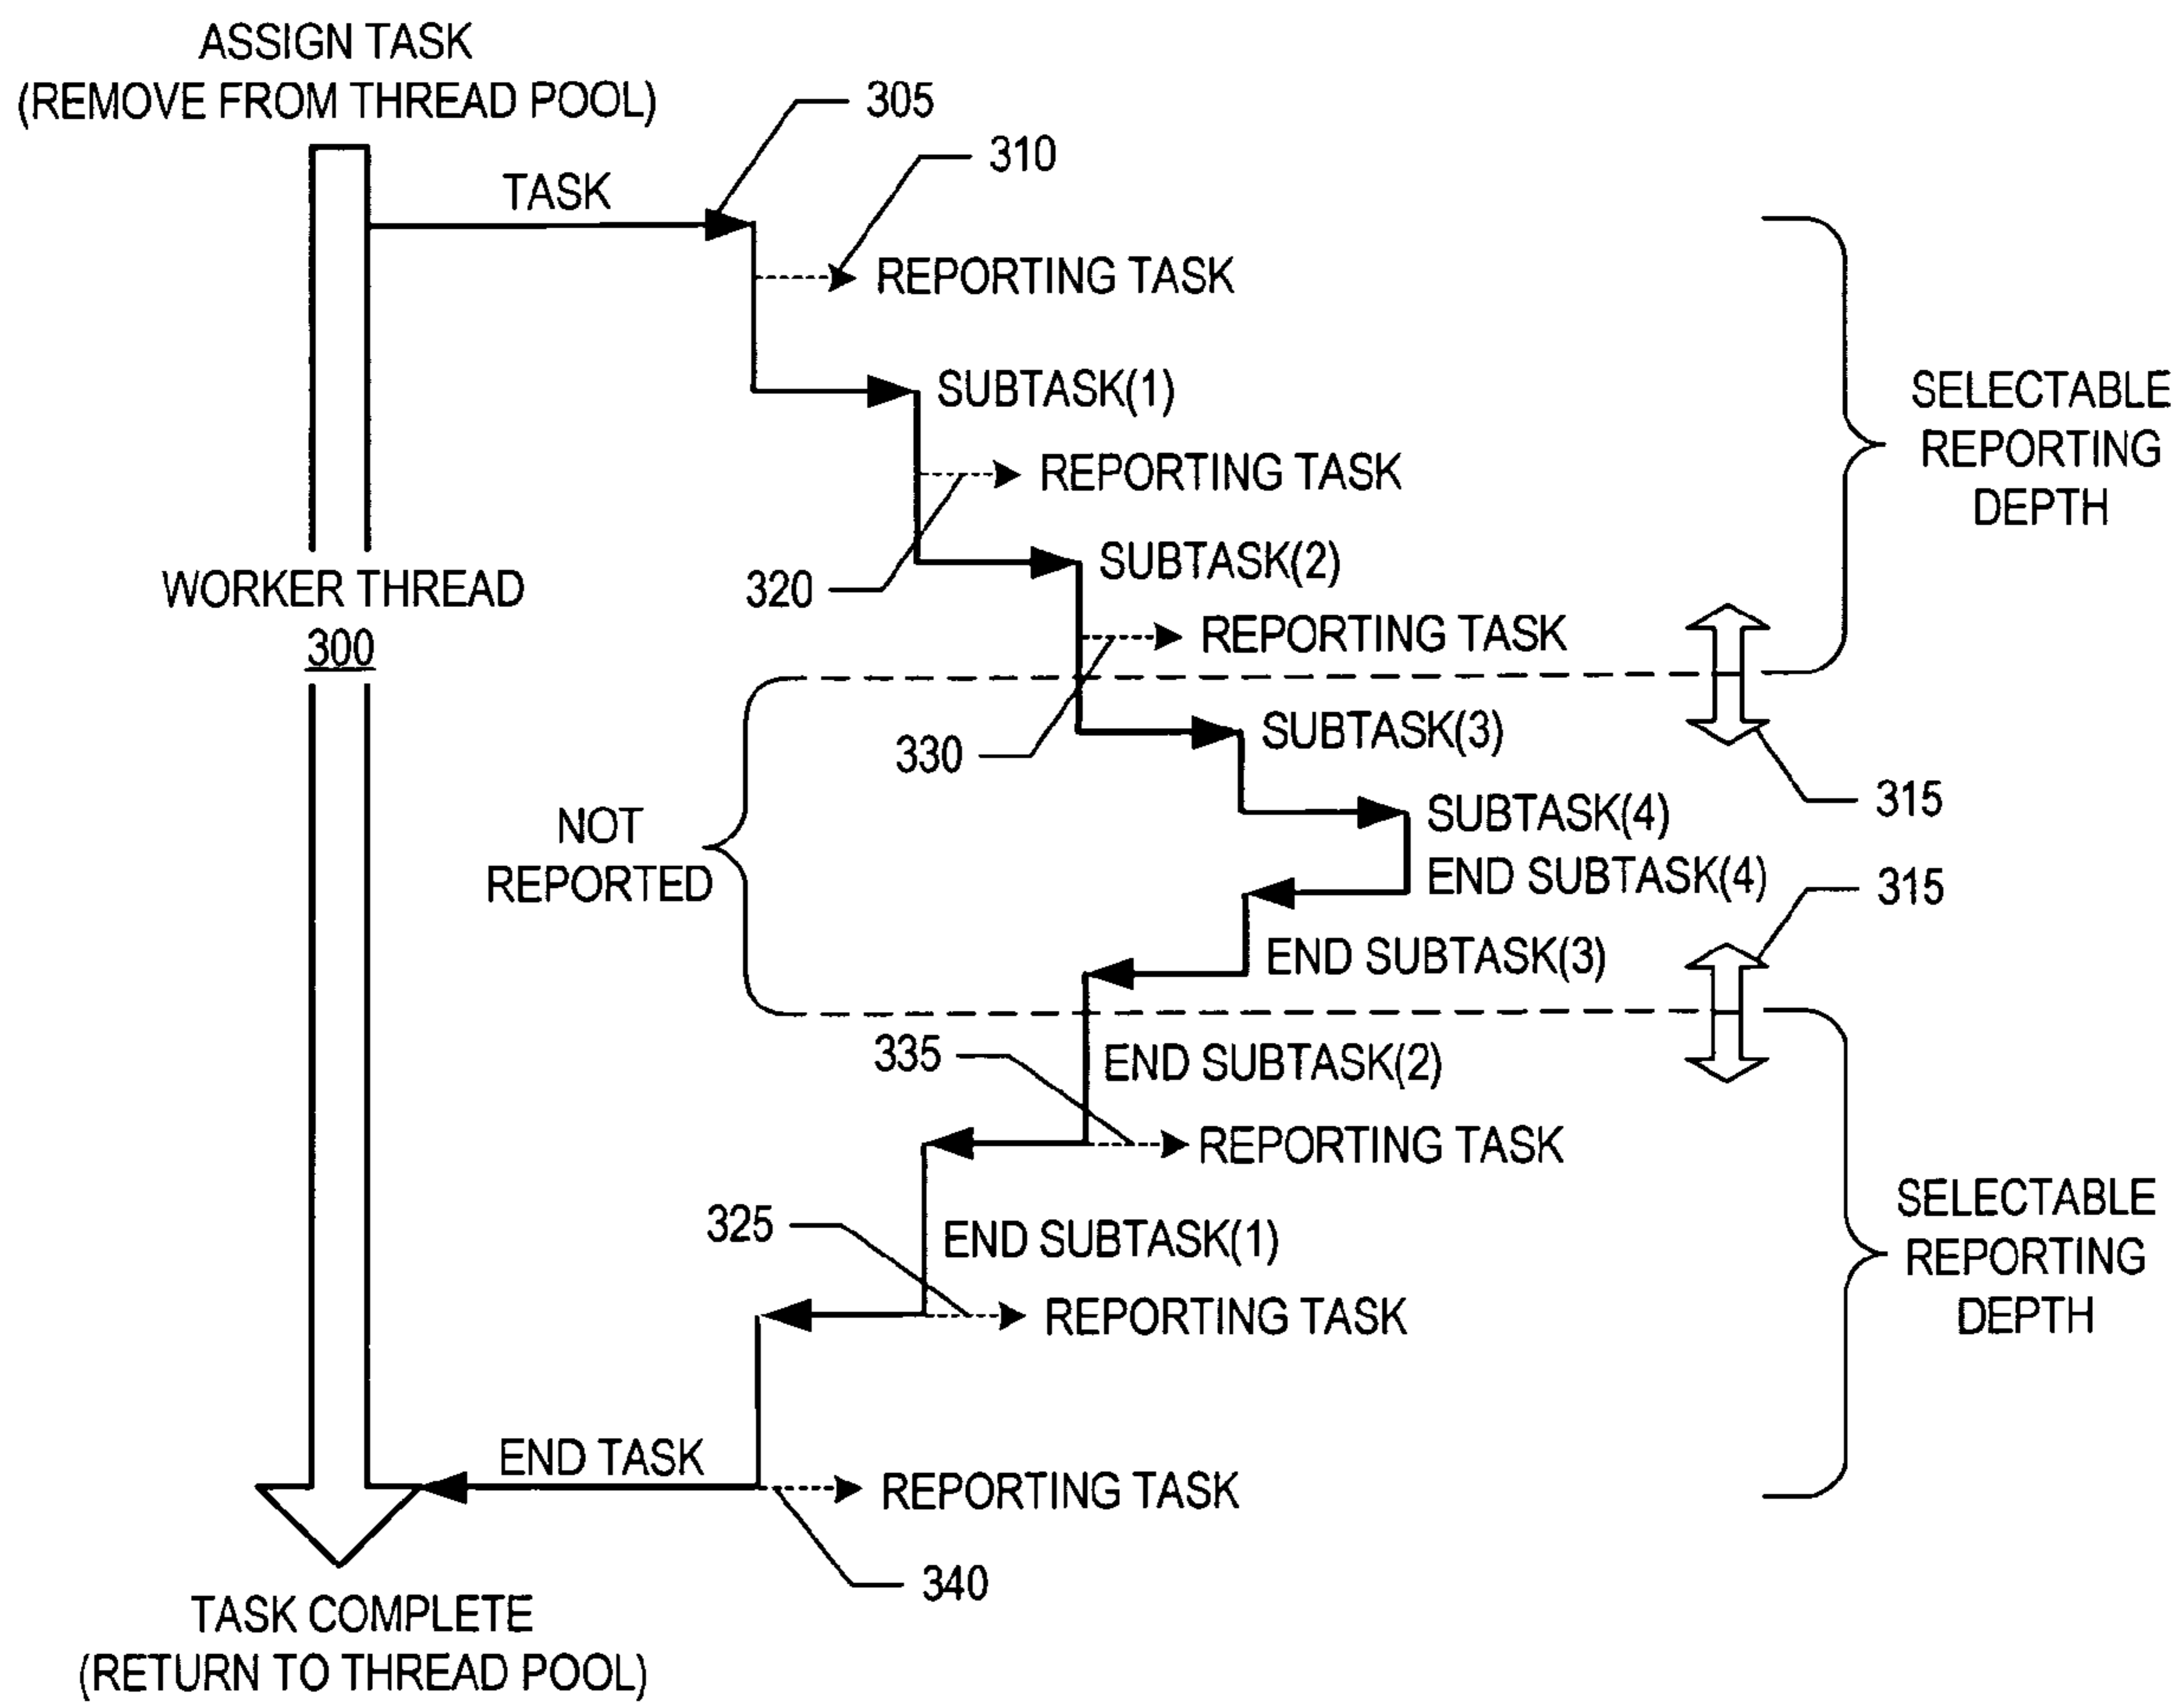 ASSIGN TASK
(REMOVE FROM THREAD POOL)
305
310
TASK
REPORTING TASK
SUBTASK(1)
SELECTABLE
REPORTING
DEPTH
REPORTING TASK
SUBTASK(2)
320
WORKER THREAD
300
REPORTING TASK
SUBTASK(3)
330
315
NOT
REPORTED
SUBTASK(4)
END SUBTASK(4)
315
END SUBTASK(3)
335
END SUBTASK(2)
REPORTING TASK
325
END SUBTASK(1)
SELECTABLE
REPORTING
DEPTH
REPORTING TASK
END TASK
REPORTING TASK
340
TASK COMPLETE
(RETURN TO THREAD POOL)